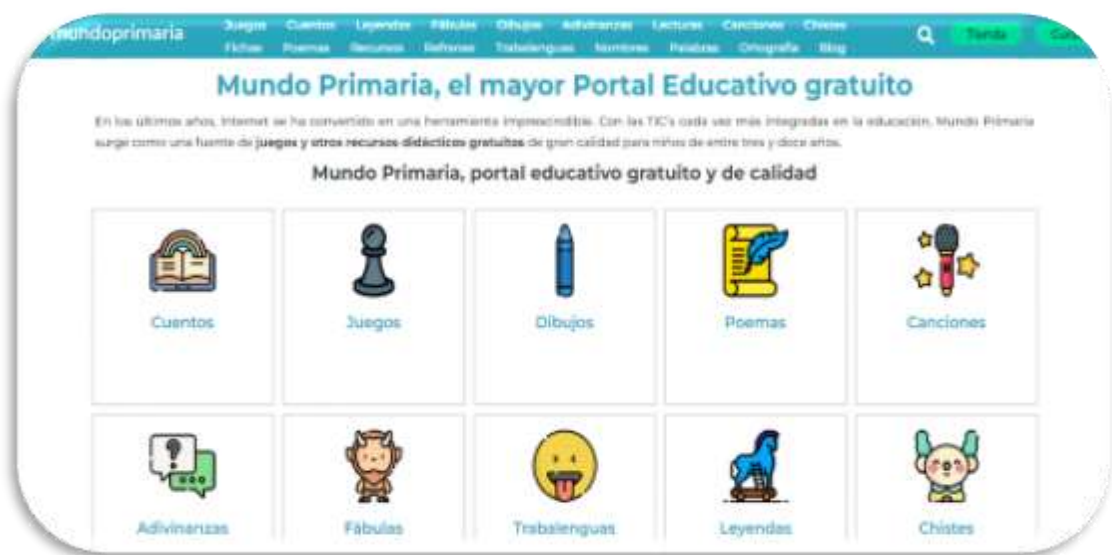 mundoprimaria
Juegos Cuentos Leyendas Fábulas Dibujos Adivinanzas Lecturas Canciones Chistes
Fichas Poemas Recursos Refranes Trabalenguas Nombres Palabras Ortografía Blog
Tienda
Mundo Primaria, el mayor Portal Educativo gratuito
En los últimos años, Internet se ha convertido en una herramienta imprescindible. Con las TIC's cada vez más integradas en la educación, Mundo Primaria
surge como una fuente de juegos y otros recursos didácticos gratuitos de gran calidad para niños de entre tres y doce años.
Mundo Primaria, portal educativo gratuito y de calidad
Cuentos Juegos Dibujos Poemas Canciones
Adivinanzas Fábulas Trabalenguas Leyendas Chistes